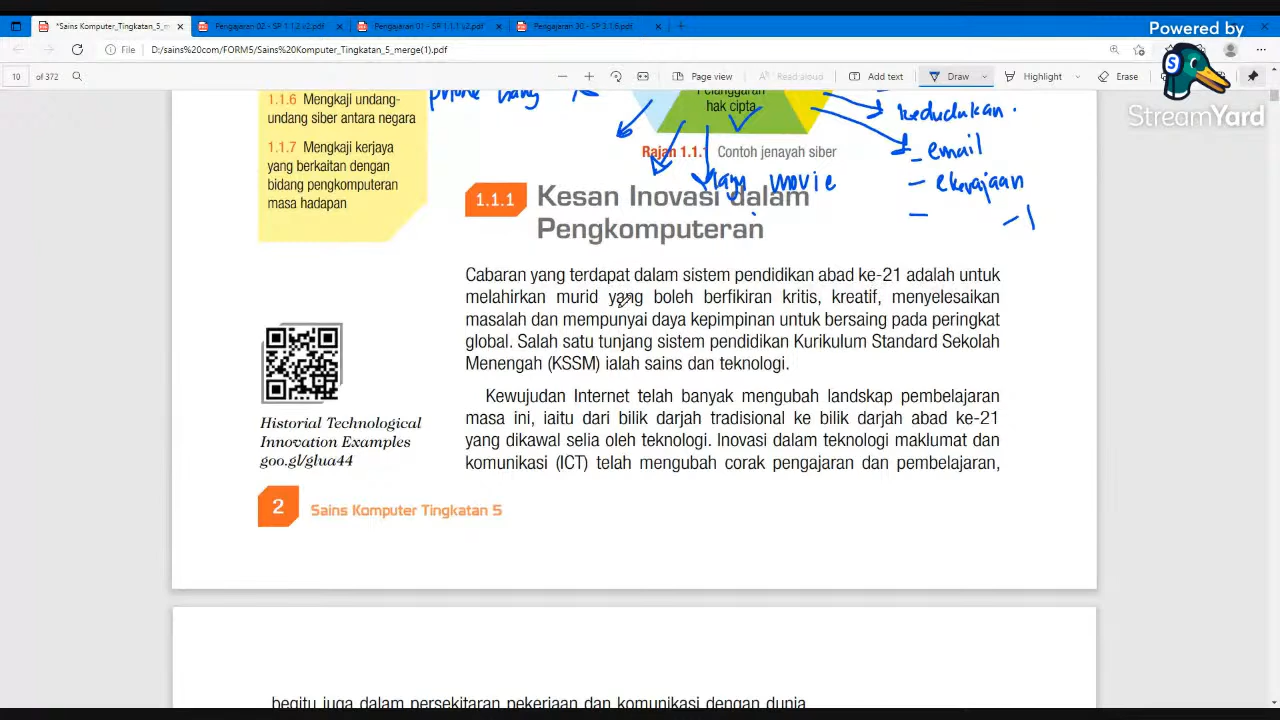 *Sains Komputer_Tingkatan_5_m
Pengajaran 02 - SP 1.1.2 v2.pdf
Pengajaran 01 - SP 1.1.1 v2.pdf
Pengajaran 30 - SP 3.1.6.pdf
Powered by
StreamYard
File
D:/sains%20com/FORM5/Sains%20Komputer_Tingkatan_5_merge(1).pdf
10 of 372
Page view
Read aloud
Add text
Draw
Highlight
Erase
1.1.6 Mengkaji undang-
undang siber antara negara
1.1.7 Mengkaji kerjaya
yang berkaitan dengan
bidang pengkomputeran
masa hadapan
phone
Pelanggaran
hak cipta
Rajah 1.1.1 Contoh jenayah siber
kedudukan
email
movie
1.1.1 Kesan Inovasi dalam
Pengkomputeran
Cabaran yang terdapat dalam sistem pendidikan abad ke-21 adalah untuk
melahirkan murid yang boleh berfikiran kritis, kreatif, menyelesaikan
masalah dan mempunyai daya kepimpinan untuk bersaing pada peringkat
global. Salah satu tunjang sistem pendidikan Kurikulum Standard Sekolah
Menengah (KSSM) ialah sains dan teknologi.
Kewujudan Internet telah banyak mengubah landskap pembelajaran
masa ini, iaitu dari bilik darjah tradisional ke bilik darjah abad ke-21
yang dikawal selia oleh teknologi. Inovasi dalam teknologi maklumat dan
komunikasi (ICT) telah mengubah corak pengajaran dan pembelajaran,
Historial Technological
Innovation Examples
goo.gl/glua44
2 Sains Komputer Tingkatan 5
begitu juga dalam persekitaran pekerjaan dan komunikasi dengan dunia